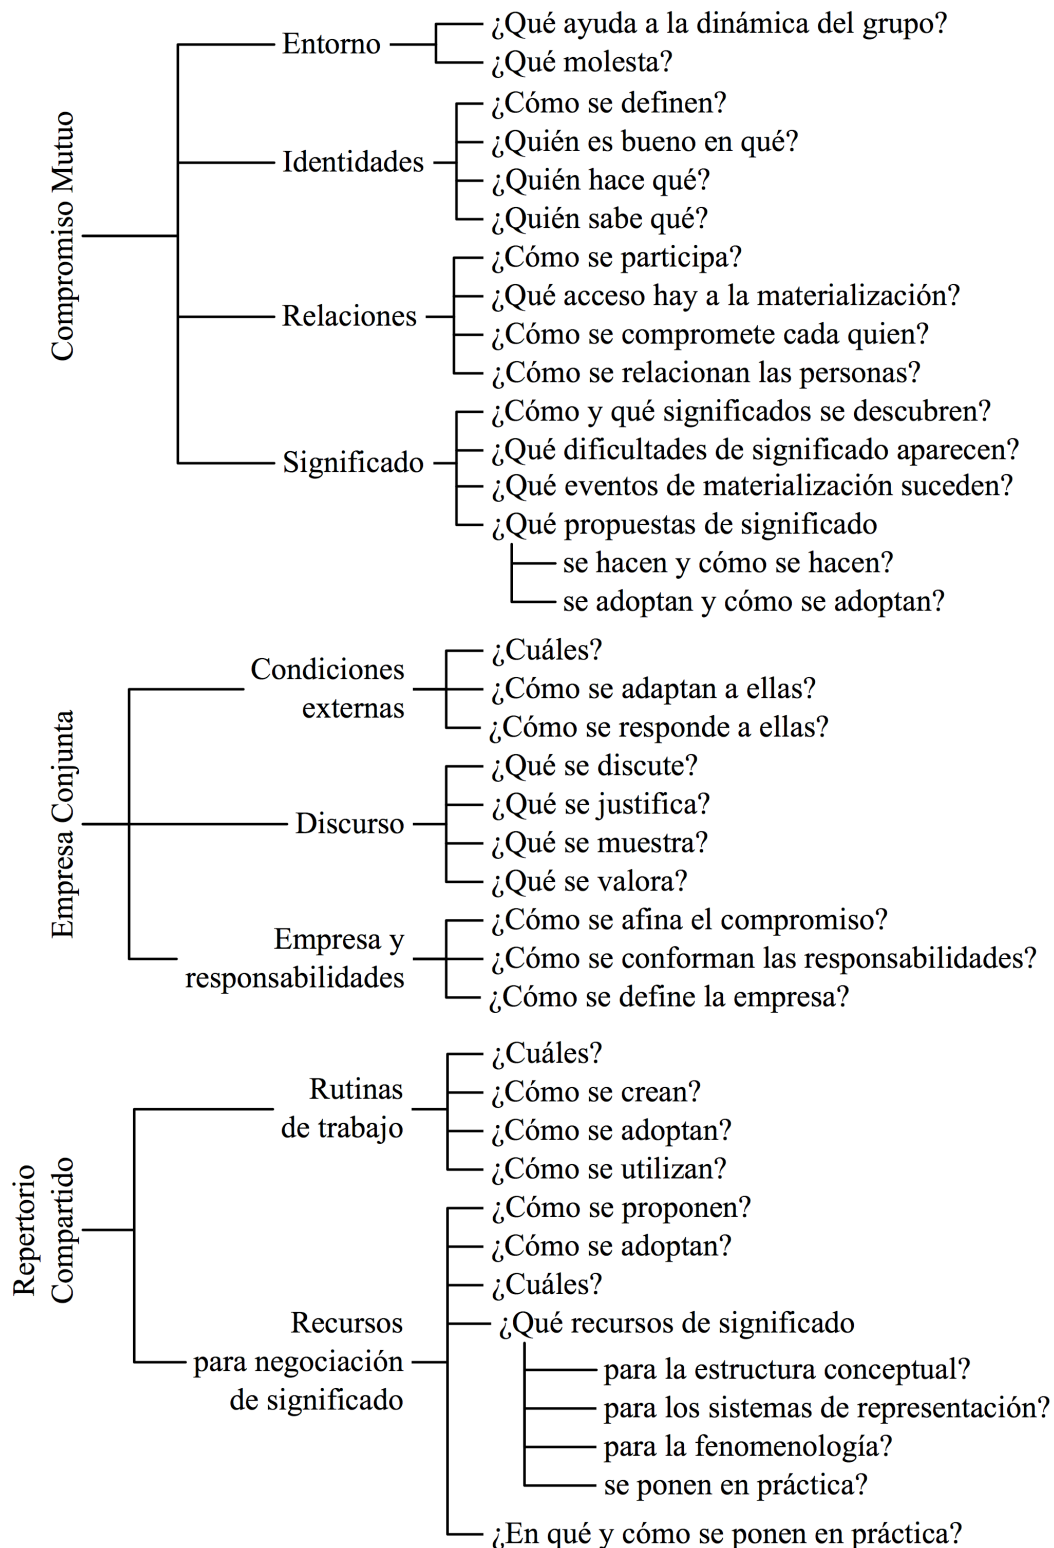 Compromiso Mutuo
Entorno
¿Qué ayuda a la dinámica del grupo?
¿Qué molesta?
Identidades
¿Cómo se definen?
¿Quién es bueno en qué?
¿Quién hace qué?
¿Quién sabe qué?
Relaciones
¿Cómo se participa?
¿Qué acceso hay a la materialización?
¿Cómo se compromete cada quien?
¿Cómo se relacionan las personas?
Significado
¿Cómo y qué significados se descubren?
¿Qué dificultades de significado aparecen?
¿Qué eventos de materialización suceden?
¿Qué propuestas de significado
se hacen y cómo se hacen?
se adoptan y cómo se adoptan?
Empresa Conjunta
Condiciones
externas
¿Cuáles?
¿Cómo se adaptan a ellas?
¿Cómo se responde a ellas?
Discurso
¿Qué se discute?
¿Qué se justifica?
¿Qué se muestra?
¿Qué se valora?
Empresa y
responsabilidades
¿Cómo se afina el compromiso?
¿Cómo se conforman las responsabilidades?
¿Cómo se define la empresa?
Repertorio
Compartido
Rutinas
de trabajo
¿Cuáles?
¿Cómo se crean?
¿Cómo se adoptan?
¿Cómo se utilizan?
Recursos
para negociación
de significado
¿Cómo se proponen?
¿Cómo se adoptan?
¿Cuáles?
¿Qué recursos de significado
para la estructura conceptual?
para los sistemas de representación?
para la fenomenología?
se ponen en práctica?
¿En qué y cómo se ponen en práctica?